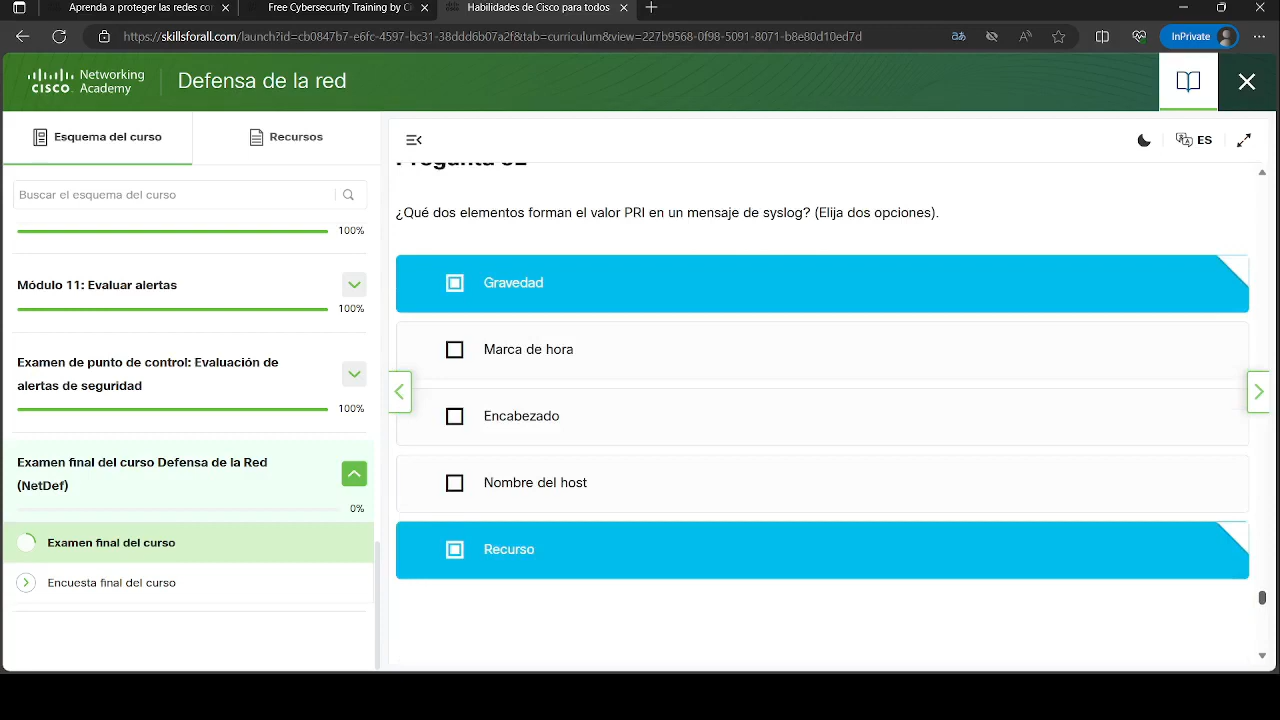 Aprenda a proteger las redes cor
Free Cybersecurity Training by Ci
Habilidades de Cisco para todos
https://skillsforall.com/launch?id=cb0847b7-e6fc-4597-bc31-38ddd6b07a2f&tab=curriculum&view=227b9568-0f98-5091-8071-b8e80d10ed7d
InPrivate
Networking
CISCO Academy
Defensa de la red
Esquema del curso
Recursos
ES
Buscar el esquema del curso
100%
Módulo 11: Evaluar alertas
100%
Examen de punto de control: Evaluación de
alertas de seguridad
100%
Examen final del curso Defensa de la Red
(NetDef)
0%
Examen final del curso
Encuesta final del curso
¿Qué dos elementos forman el valor PRI en un mensaje de syslog? (Elija dos opciones).
Gravedad
Marca de hora
Encabezado
Nombre del host
Recurso